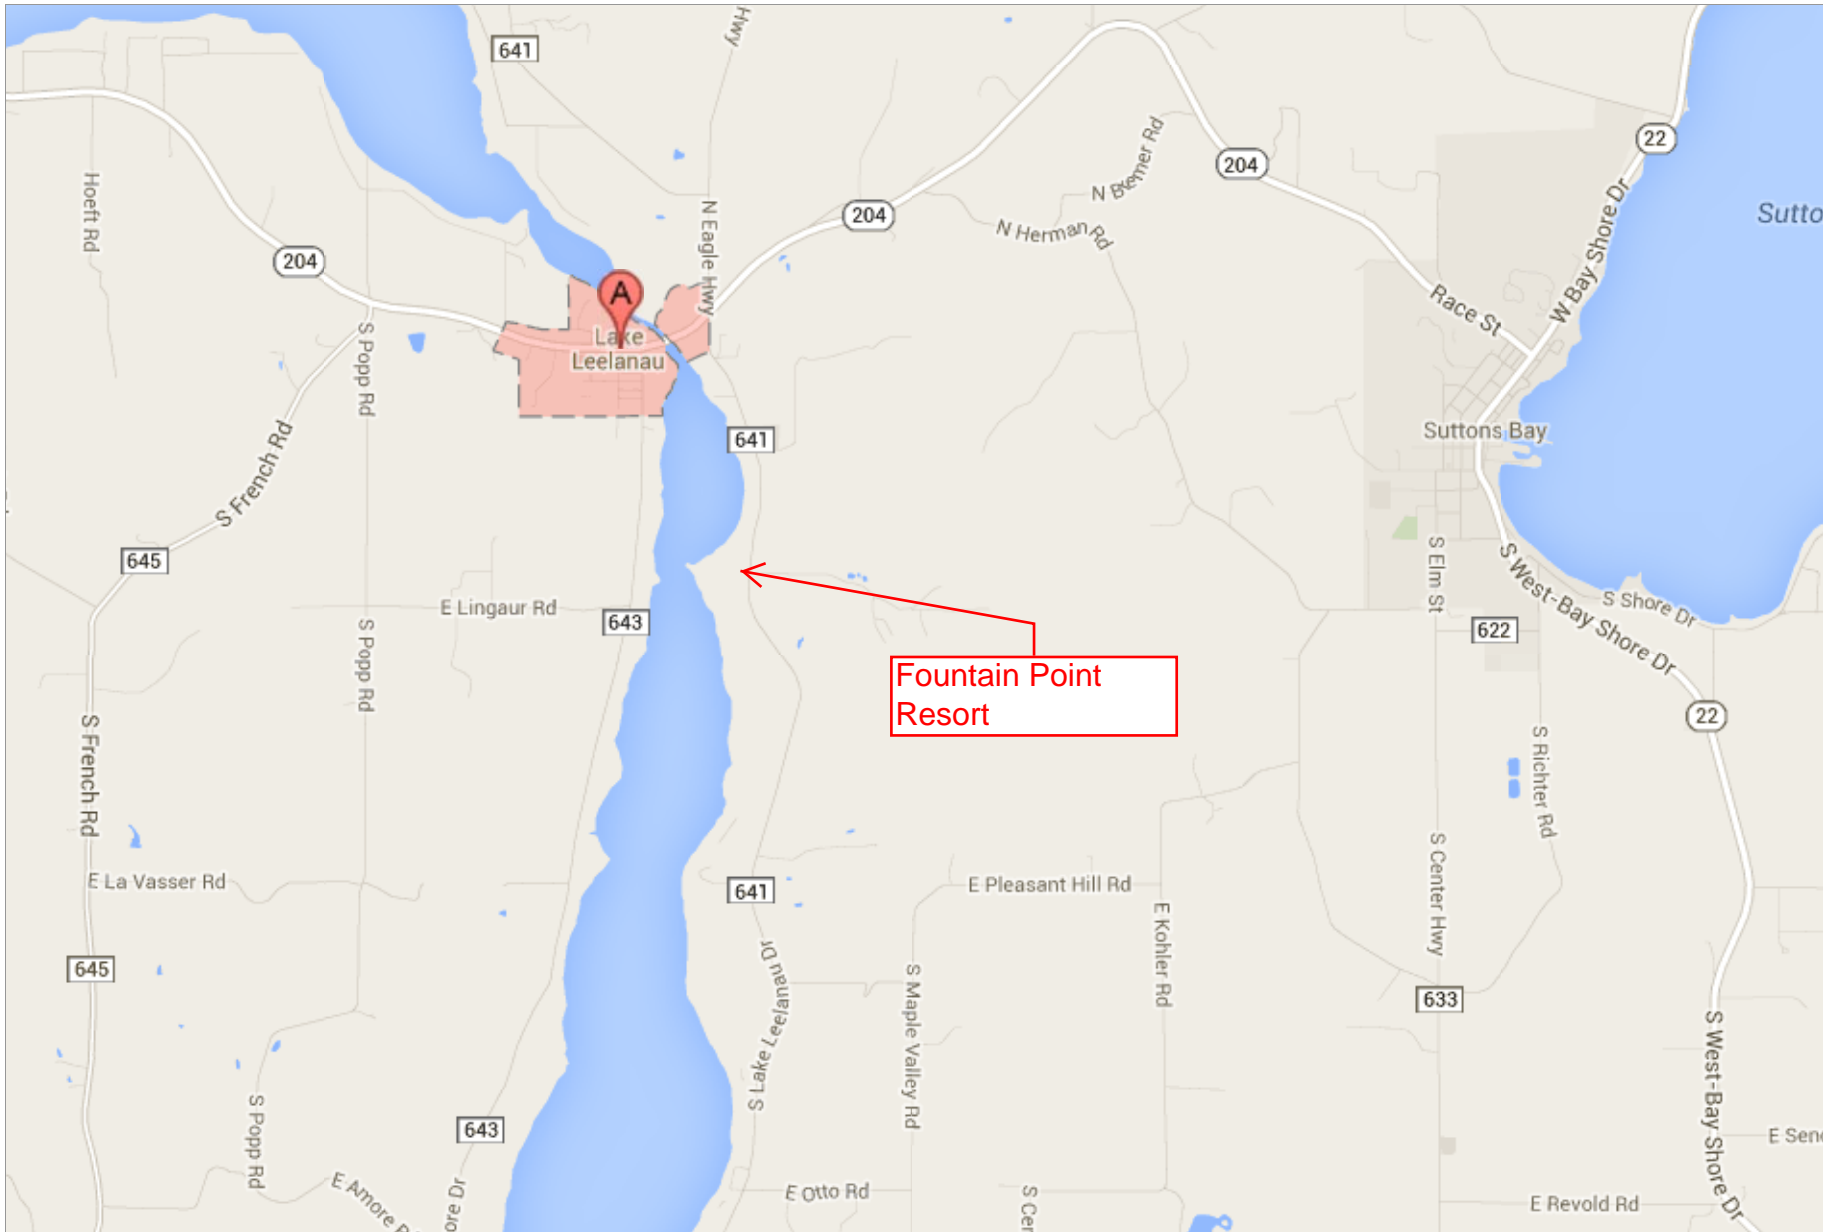 641
Hwy
22
204
N Bremer Rd
Hoeft Rd
N Eagle Hwy
204
N Herman Rd
W Bay Shore Dr
Sutto
204
A
Lake
Leelanau
Race St
S Popp Rd
641
Suttons Bay
S French Rd
645
S Elm St
S West-Bay Shore Dr
E Lingaur Rd
643
S Shore Dr
622
S Popp Rd
Fountain Point
Resort
22
S French Rd
S Richter Rd
E La Vasser Rd
641
E Pleasant Hill Rd
S Center Hwy
E Kohler Rd
645
S Lake Leelanau Dr
S Maple Valley Rd
633
S West-Bay Shore Dr
S Popp Rd
643
E Sene
E Amore R
ore Dr
E Otto Rd
S Cen
E Revold Rd